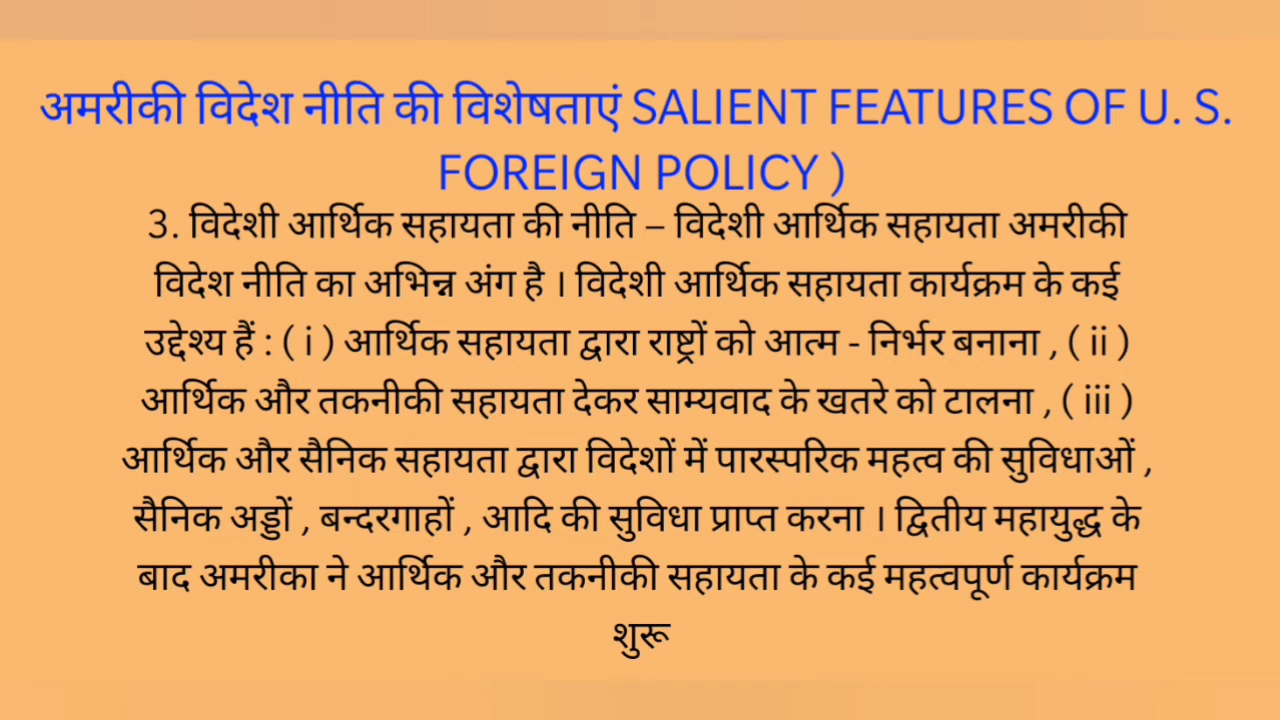 अमरीकी विदेश नीति की विशेषताएं SALIENT FEATURES OF U. S.
FOREIGN POLICY )
3. विदेशी आर्थिक सहायता की नीति – विदेशी आर्थिक सहायता अमरीकी
विदेश नीति का अभिन्न अंग है । विदेशी आर्थिक सहायता कार्यक्रम के कई
उद्देश्य हैं : ( i ) आर्थिक सहायता द्वारा राष्ट्रों को आत्म - निर्भर बनाना , ( ii )
आर्थिक और तकनीकी सहायता देकर साम्यवाद के खतरे को टालना , ( iii )
आर्थिक और सैनिक सहायता द्वारा विदेशों में पारस्परिक महत्व की सुविधाओं ,
सैनिक अड्डों , बन्दरगाहों , आदि की सुविधा प्राप्त करना । द्वितीय महायुद्ध के
बाद अमरीका ने आर्थिक और तकनीकी सहायता के कई महत्वपूर्ण कार्यक्रम
शुरू